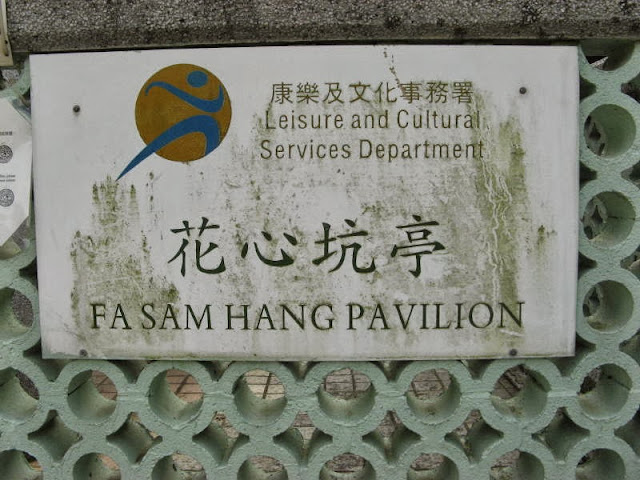 康樂及文化事務署
Leisure and Cultural
Services Department
花心坑亭
FA SAM HANG PAVILION